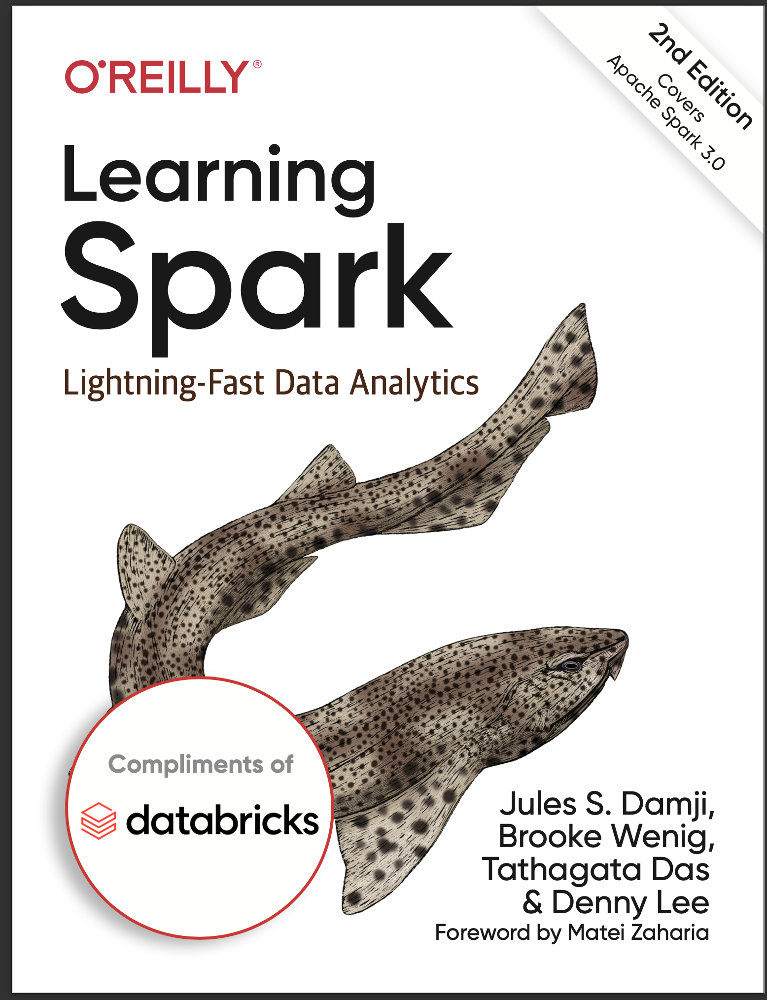 O'REILLY®
2nd Edition
Covers
Apache Spark 3.0
Learning
Spark
Lightning-Fast Data Analytics
Compliments of
databricks
Jules S. Damji,
Brooke Wenig,
Tathagata Das
& Denny Lee
Foreword by Matei Zaharia